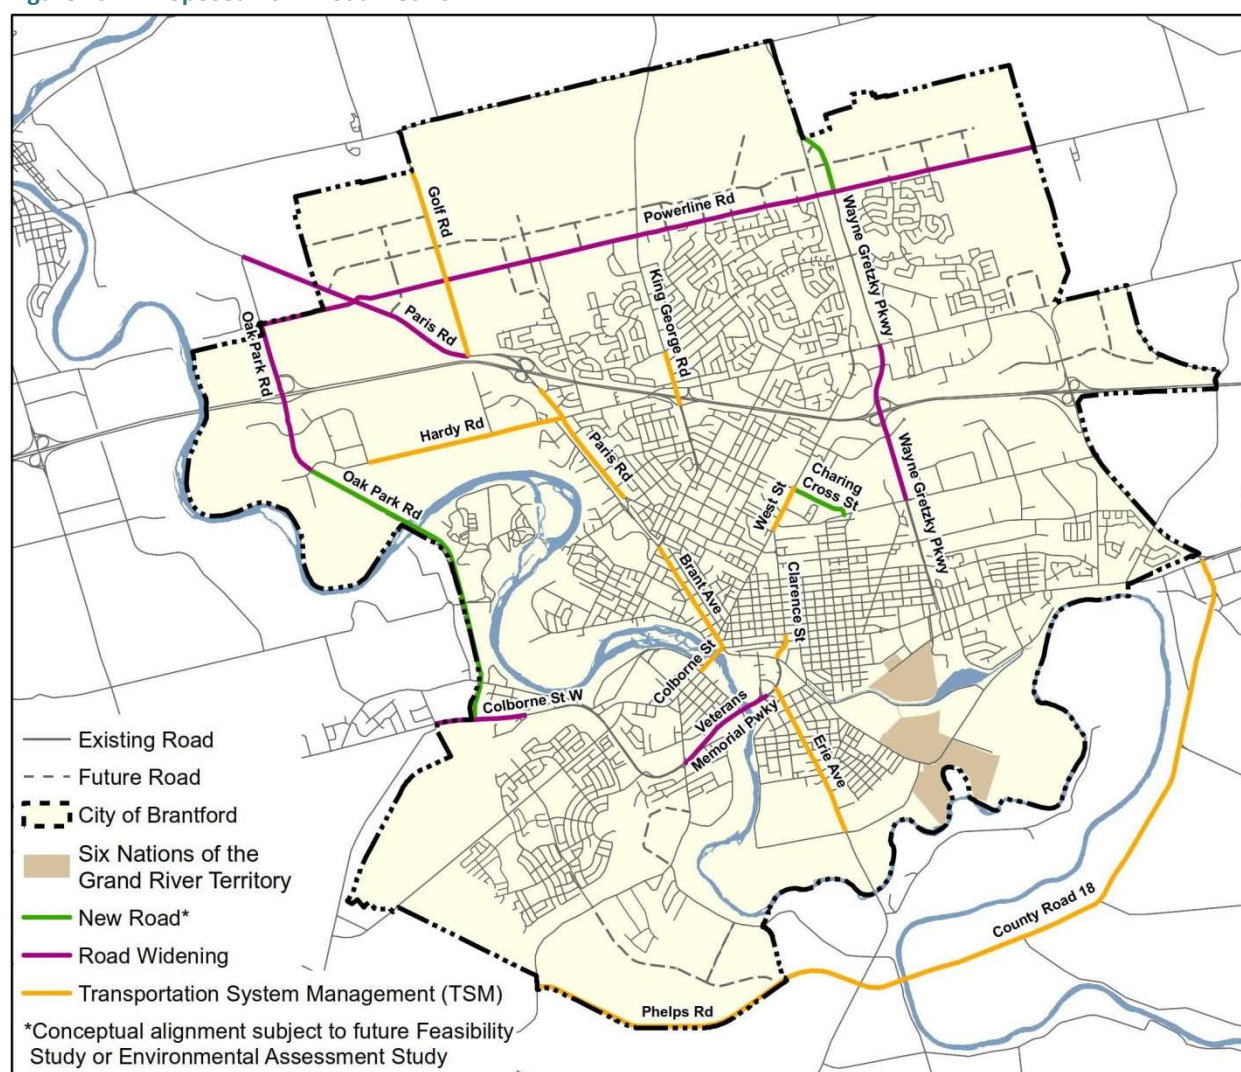 Golf Rd
Powerline Rd
Wayne Gretzky Pkwy
King George Rd
Oak Park Rd
Paris Rd
Hardy Rd
Paris Rd
Oak Park Rd
West St
Charing
Cross St
Wayne Gretzky Pkwy
Brant Ave
Clarence St
Colborne St
Colborne St W
Veterans
Memorial Pwky
Erie Ave
County Road 18
Phelps Rd
Existing Road
Future Road
City of Brantford
Six Nations of the
Grand River Territory
New Road*
Road Widening
Transportation System Management (TSM)
*Conceptual alignment subject to future Feasibility
Study or Environmental Assessment Study